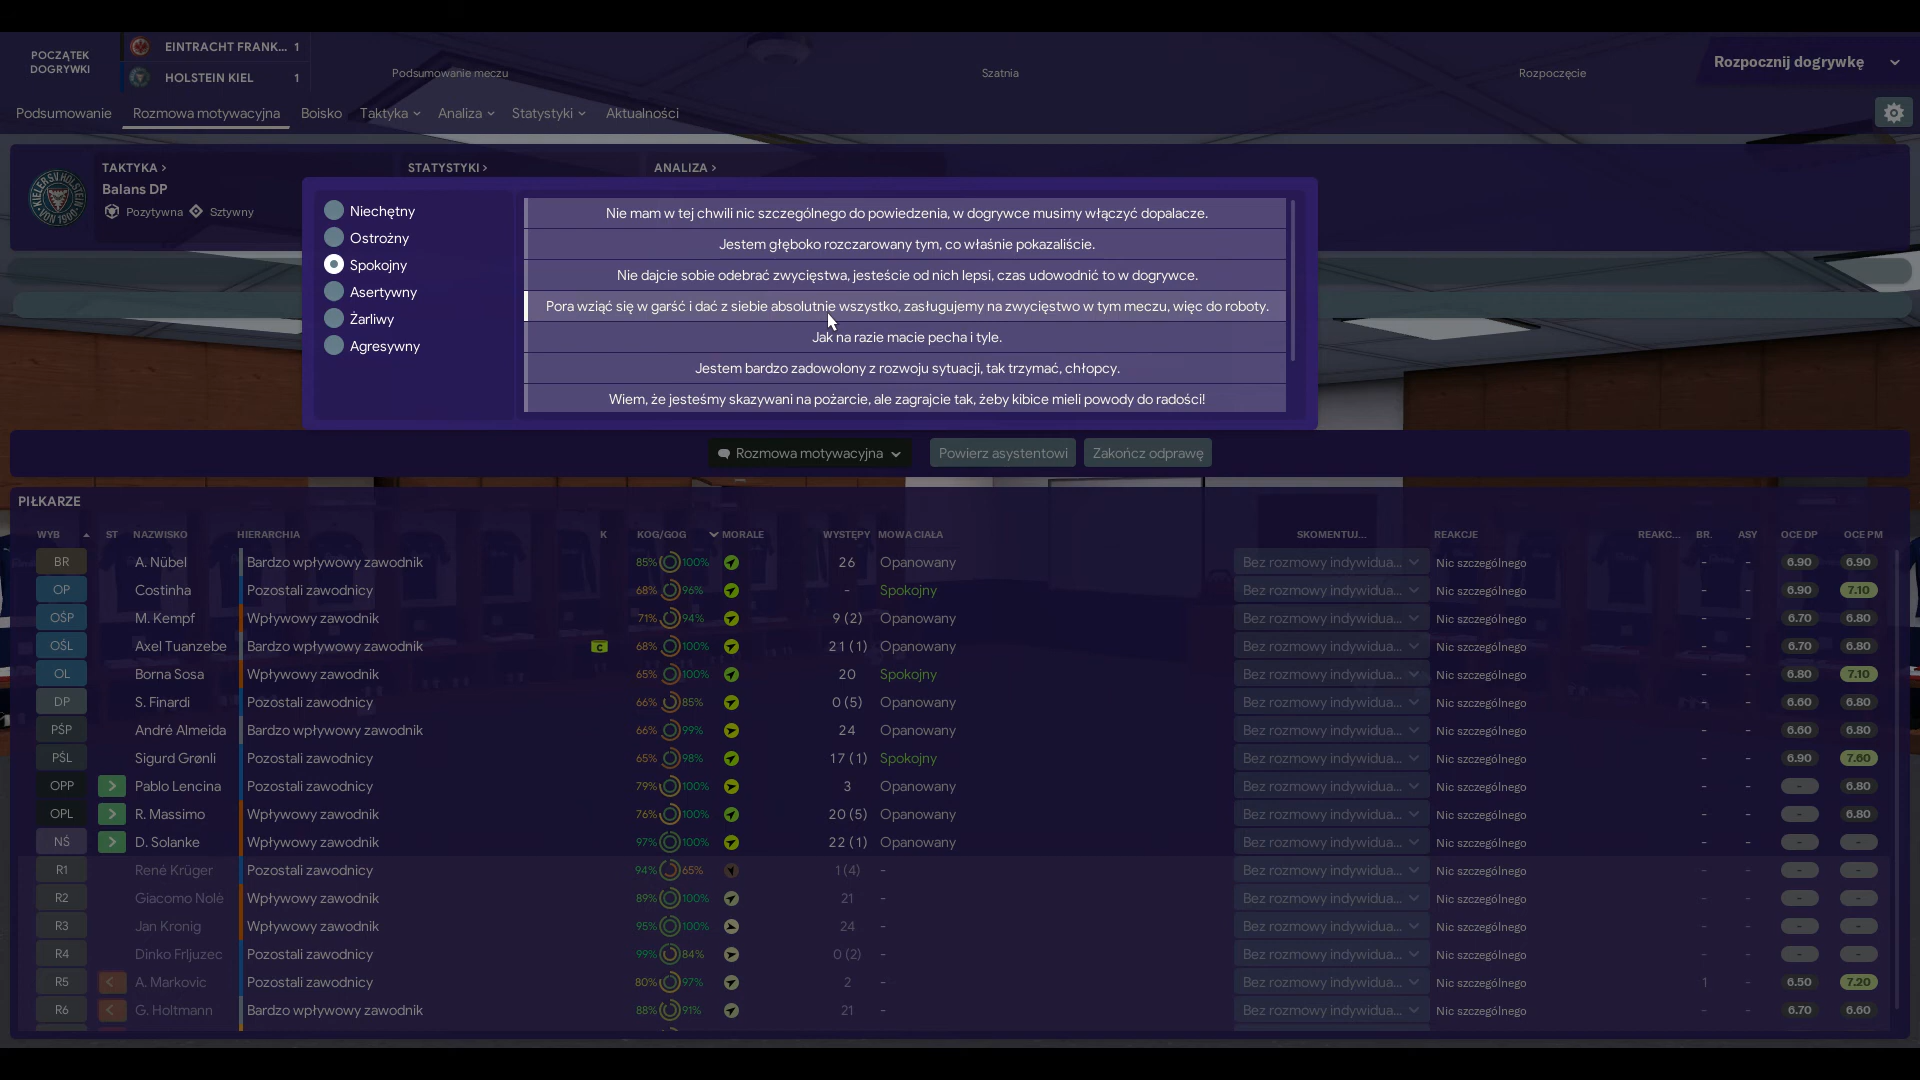 POCZĄTEK
DOGRYWKI
EINTRACHT FRANK... 1
HOLSTEIN KIEL 1
Podsumowanie meczu
Szatnia
Rozpoczęcie
Rozpocznij dogrywkę
Podsumowanie Rozmowa motywacyjna Boisko Taktyka Analiza Statystyki Aktualności
TAKTYKA >
Balans DP
Pozytywna Sztywny
STATYSTYKI >
ANALIZA >
Niechętny
Ostrożny
Spokojny
Asertywny
Żarliwy
Agresywny
Nie mam w tej chwili nic szczególnego do powiedzenia, w dogrywce musimy włączyć dopalacze.
Jestem głęboko rozczarowany tym, co właśnie pokazaliście.
Nie dajcie sobie odebrać zwycięstwa, jesteście od nich lepsi, czas udowodnić to w dogrywce.
Pora wziąć się w garść i dać z siebie absolutnie wszystko, zasługujemy na zwycięstwo w tym meczu, więc do roboty.
Jak na razie macie pecha i tyle.
Jestem bardzo zadowolony z rozwoju sytuacji, tak trzymać, chłopcy.
Wiem, że jesteśmy skazywani na pożarcie, ale zagrajcie tak, żeby kibice mieli powody do radości!
Rozmowa motywacyjna Powierz asystentowi Zakończ odprawę
PIŁKARZE
WYB ST NAZWISKO HIERARCHIA K KOG/GOG MORALE WYSTĘPY MOWA CIAŁA SKOMENTUJ... REAKCJE REAKC... BR. ASY OCE DP OCE PM
BR A. Nübel Bardzo wpływowy zawodnik 85% 100% 26 Opanowany Bez rozmowy indywidua... Nic szczególnego - - 6.90 6.90
OP Costinha Pozostali zawodnicy 68% 96% - Spokojny Bez rozmowy indywidua... Nic szczególnego - - 6.90 7.10
OŚP M. Kempf Wpływowy zawodnik 71% 94% 9 (2) Opanowany Bez rozmowy indywidua... Nic szczególnego - - 6.70 6.80
OŚL Axel Tuanzebe Bardzo wpływowy zawodnik C 68% 100% 21 (1) Opanowany Bez rozmowy indywidua... Nic szczególnego - - 6.70 6.80
OL Borna Sosa Wpływowy zawodnik 65% 100% 20 Spokojny Bez rozmowy indywidua... Nic szczególnego - - 6.80 7.10
DP S. Finardi Pozostali zawodnicy 66% 85% 0 (5) Opanowany Bez rozmowy indywidua... Nic szczególnego - - 6.60 6.80
PŚP André Almeida Bardzo wpływowy zawodnik 66% 99% 24 Opanowany Bez rozmowy indywidua... Nic szczególnego - - 6.60 6.80
PŚL Sigurd Grønli Pozostali zawodnicy 65% 98% 17 (1) Spokojny Bez rozmowy indywidua... Nic szczególnego - - 6.90 7.60
OPP Pablo Lencina Pozostali zawodnicy 79% 100% 3 Opanowany Bez rozmowy indywidua... Nic szczególnego - - - 6.80
OPL R. Massimo Wpływowy zawodnik 76% 100% 20 (5) Opanowany Bez rozmowy indywidua... Nic szczególnego - - - 6.80
NŚ D. Solanke Wpływowy zawodnik 97% 100% 22 (1) Opanowany Bez rozmowy indywidua... Nic szczególnego - - - -
R1 René Krüger Pozostali zawodnicy 94% 65% 1 (4) - Bez rozmowy indywidua... Nic szczególnego - - - -
R2 Giacomo Nolè Wpływowy zawodnik 89% 100% 21 - Bez rozmowy indywidua... Nic szczególnego - - - -
R3 Jan Kronig Wpływowy zawodnik 95% 100% 24 - Bez rozmowy indywidua... Nic szczególnego - - - -
R4 Dinko Frljuzec Pozostali zawodnicy 99% 84% 0 (2) - Bez rozmowy indywidua... Nic szczególnego - - - -
R5 A. Markovic Pozostali zawodnicy 80% 97% 2 - Bez rozmowy indywidua... Nic szczególnego 1 - 6.50 7.20
R6 G. Holtmann Bardzo wpływowy zawodnik 88% 91% 21 - Bez rozmowy indywidua... Nic szczególnego - - 6.70 6.60